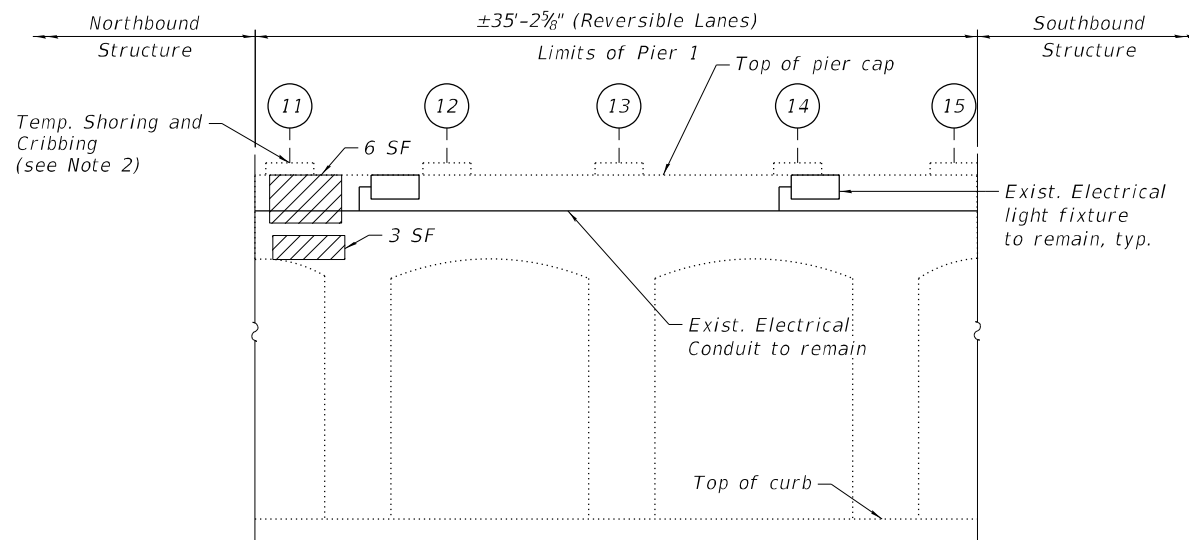 Northbound
Structure
±35'-2⅝" (Reversible Lanes)
Limits of Pier 1
Southbound
Structure
Top of pier cap
11
12
13
14
15
Temp. Shoring and
Cribbing
(see Note 2)
6 SF
3 SF
Exist. Electrical
light fixture
to remain, typ.
Exist. Electrical
Conduit to remain
Top of curb